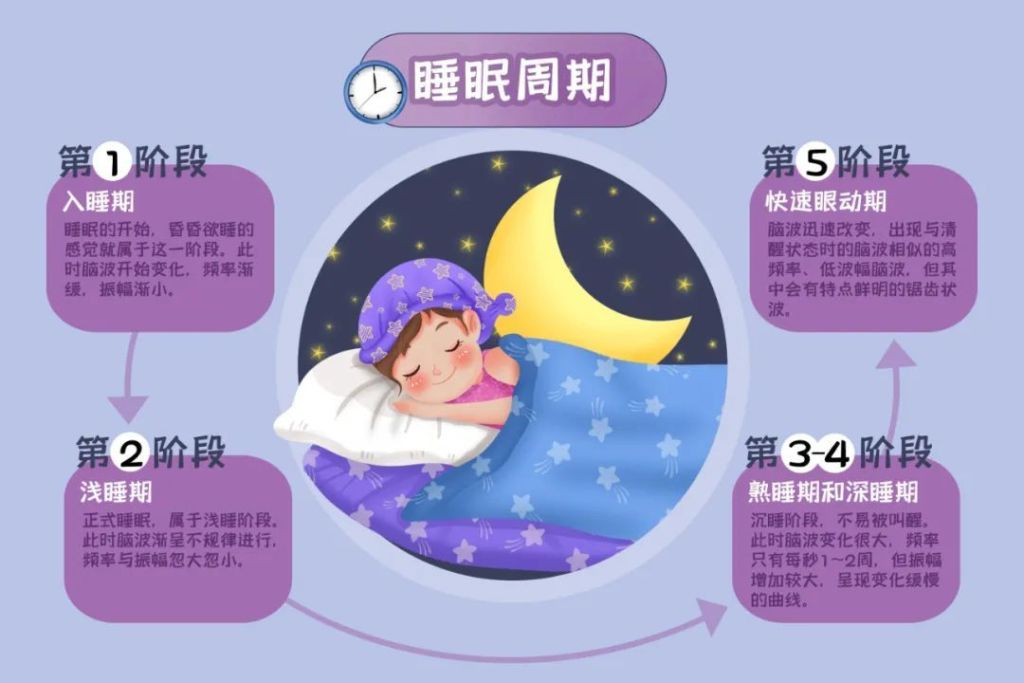 睡眠周期
第1阶段
入睡期
睡眠的开始，昏昏欲睡的
感觉就属于这一阶段。此
时脑波开始变化，频率渐
缓，振幅渐小。
第2阶段
浅睡期
正式睡眠，属于浅睡阶段。
此时脑波渐呈不规律进行，
频率与振幅忽大忽小。
第3-4阶段
熟睡期和深睡期
沉睡阶段，不易被叫醒。
此时脑波变化很大，频率
只有每秒1~2周，但振幅
增加较大，呈现变化缓慢
的曲线。
第5阶段
快速眼动期
脑波迅速改变，出现与清
醒状态时的脑波相似的高
频率、低波幅脑波，但其
中会有特点鲜明的锯齿状
波。